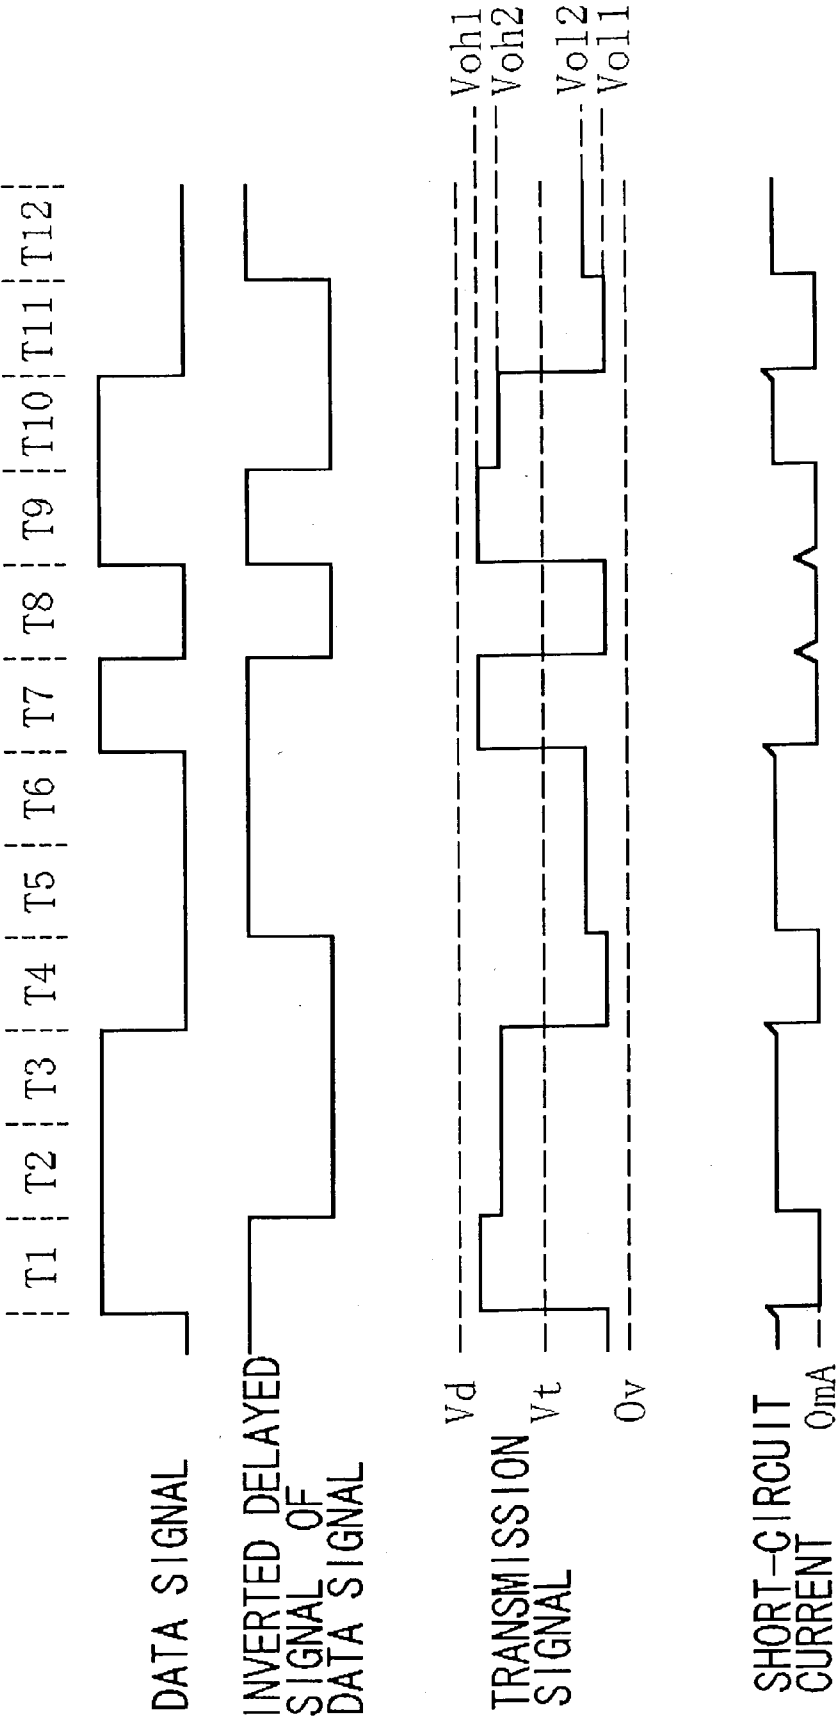 T1 T2 T3 T4 T5 T6 T7 T8 T9 T10 T11 T12
DATA SIGNAL
INVERTED DELAYED
SIGNAL OF
DATA SIGNAL
Vd
Voh1
Voh2
TRANSMISSION
SIGNAL
Vt
Vol2
Vol1
0v
SHORT-CIRCUIT
CURRENT
0mA